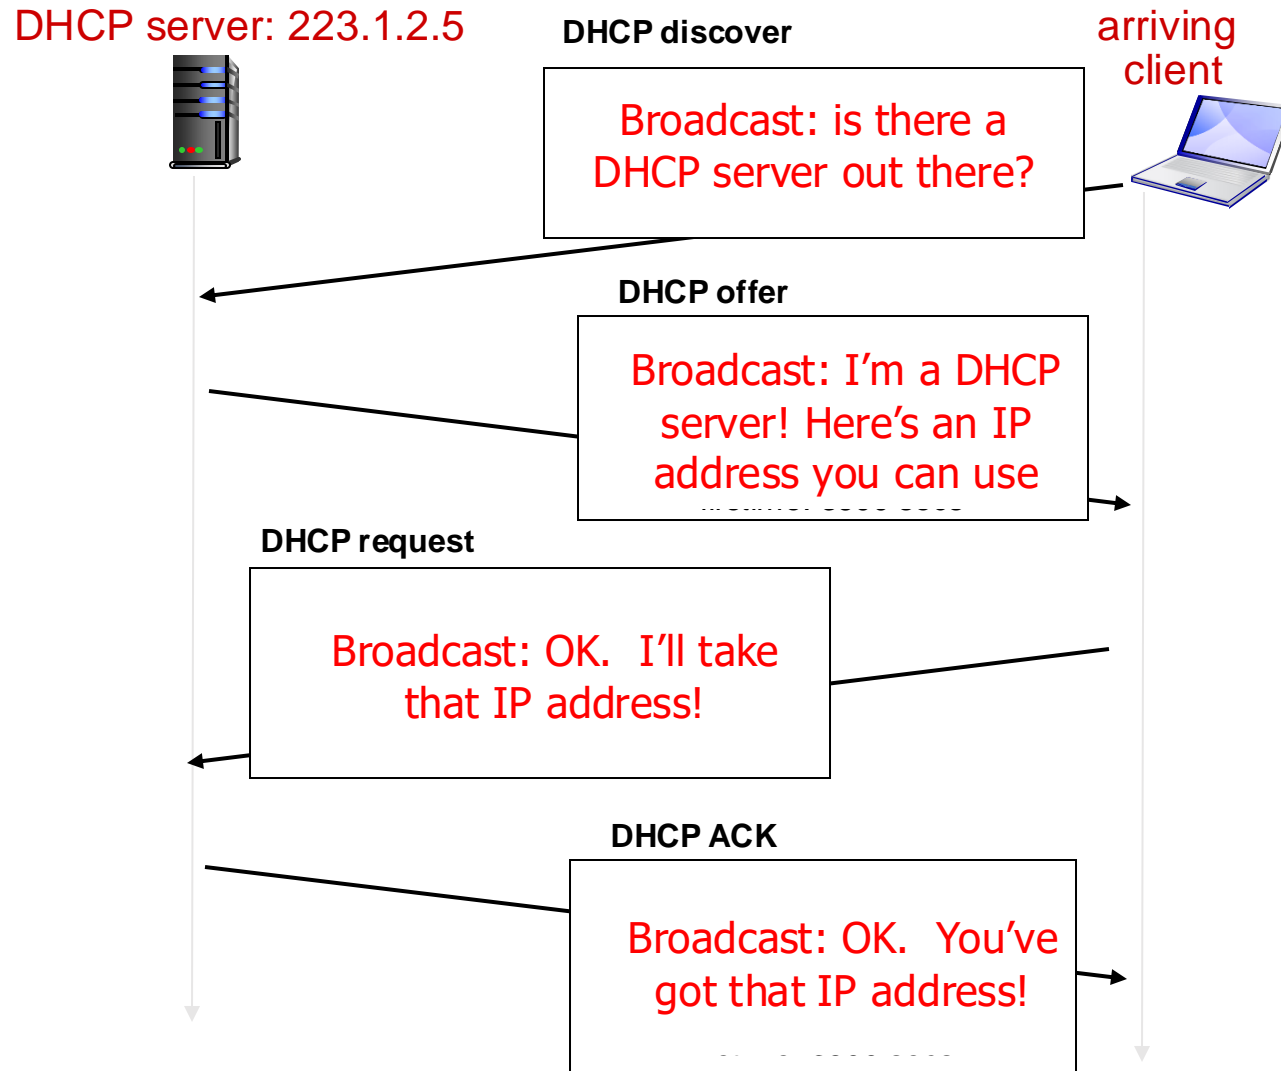 DHCP server: 223.1.2.5
DHCP discover
arriving
client
Broadcast: is there a
DHCP server out there?
DHCP offer
Broadcast: I’m a DHCP
server! Here’s an IP
address you can use
DHCP request
Broadcast: OK.  I’ll take
that IP address!
DHCP ACK
Broadcast: OK.  You’ve
got that IP address!